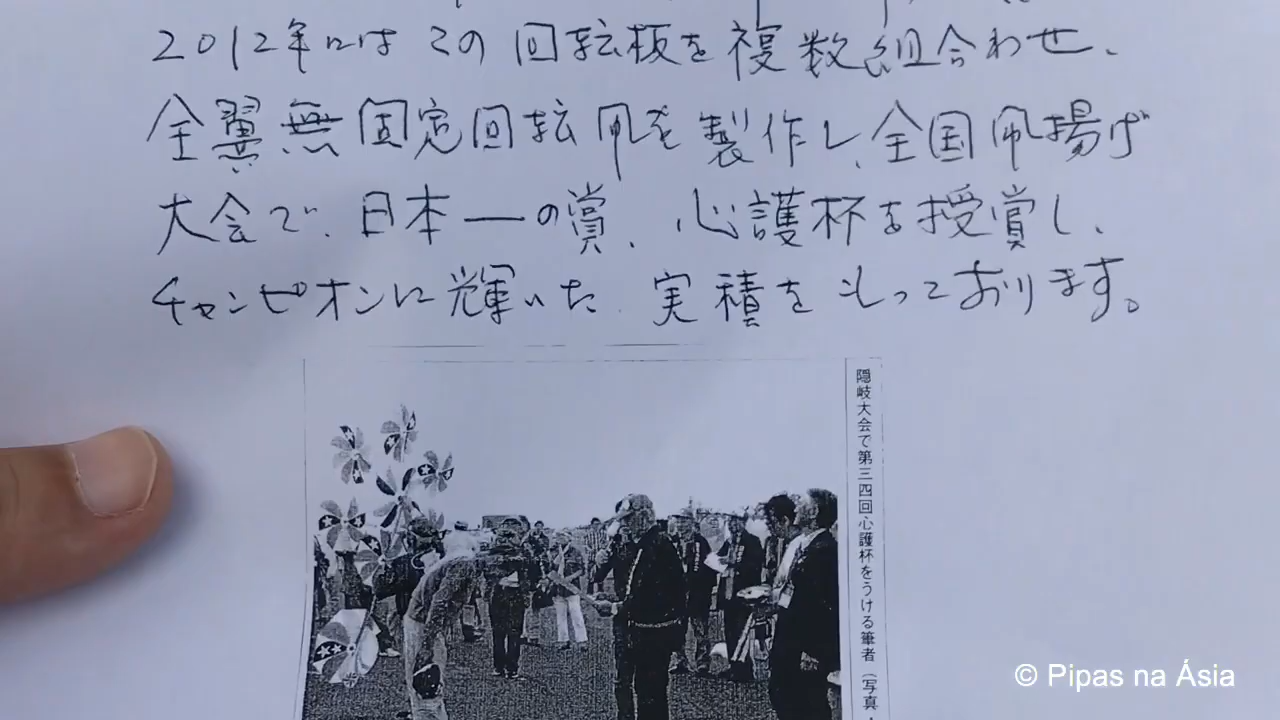 2012年にはこの回転板を複数組合わせ、
全翼無固定回転凧を製作し、全国凧揚げ
大会で、日本一の賞、心護杯を授賞し、
チャンピオンに輝いた、実積をもっております。
隠岐大会で第三四回心護杯をうける筆者（写真・
© Pipas na Ásia